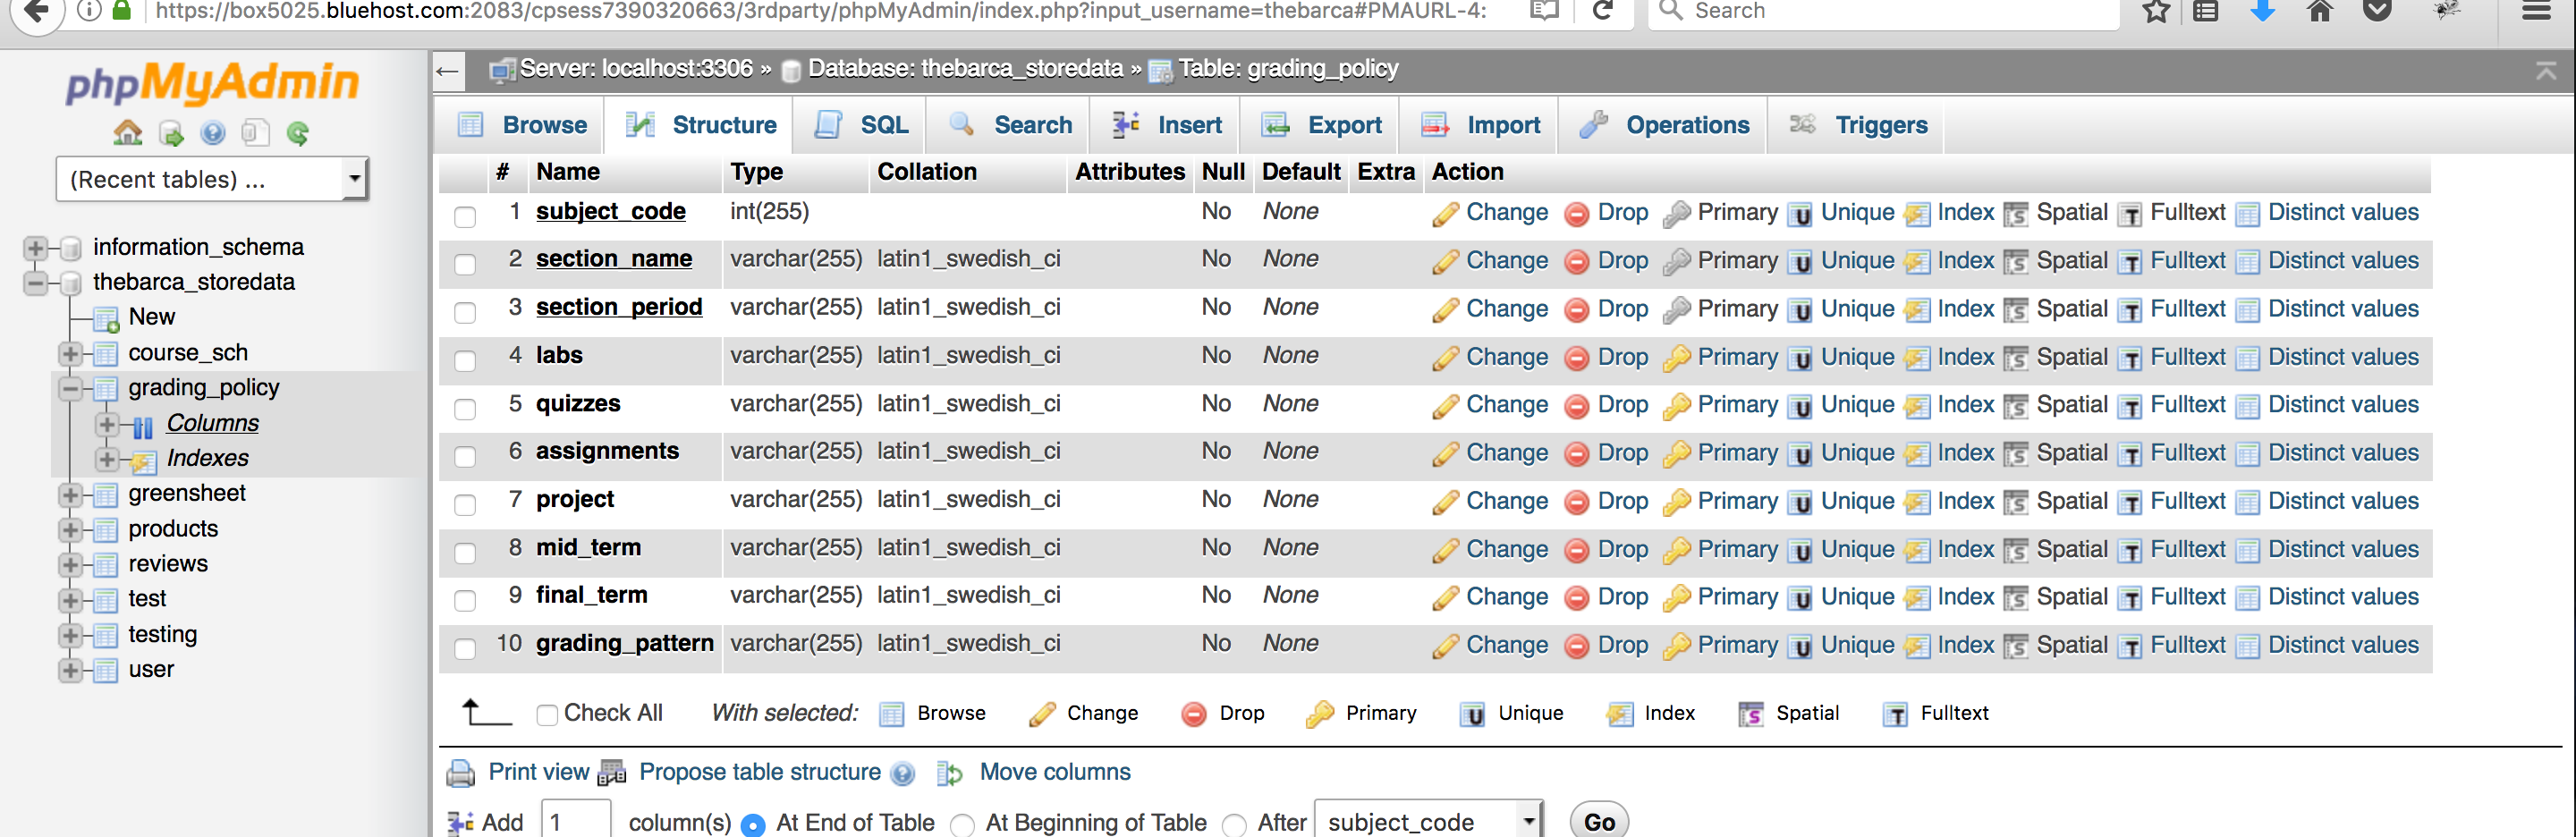 https://box5025.bluehost.com:2083/cpsess7390320663/3rdparty/phpMyAdmin/index.php?input_username=thebarca#PMAURL-4: Search
phpMyAdmin
(Recent tables) ...
information_schema
thebarca_storedata
New
course_sch
grading_policy
Columns
Indexes
greensheet
products
reviews
test
testing
user
Server: localhost:3306 » Database: thebarca_storedata » Table: grading_policy
Browse Structure SQL Search Insert Export Import Operations Triggers
# Name Type Collation Attributes Null Default Extra Action
1 subject_code int(255) No None Change Drop Primary Unique Index Spatial Fulltext Distinct values
2 section_name varchar(255) latin1_swedish_ci No None Change Drop Primary Unique Index Spatial Fulltext Distinct values
3 section_period varchar(255) latin1_swedish_ci No None Change Drop Primary Unique Index Spatial Fulltext Distinct values
4 labs varchar(255) latin1_swedish_ci No None Change Drop Primary Unique Index Spatial Fulltext Distinct values
5 quizzes varchar(255) latin1_swedish_ci No None Change Drop Primary Unique Index Spatial Fulltext Distinct values
6 assignments varchar(255) latin1_swedish_ci No None Change Drop Primary Unique Index Spatial Fulltext Distinct values
7 project varchar(255) latin1_swedish_ci No None Change Drop Primary Unique Index Spatial Fulltext Distinct values
8 mid_term varchar(255) latin1_swedish_ci No None Change Drop Primary Unique Index Spatial Fulltext Distinct values
9 final_term varchar(255) latin1_swedish_ci No None Change Drop Primary Unique Index Spatial Fulltext Distinct values
10 grading_pattern varchar(255) latin1_swedish_ci No None Change Drop Primary Unique Index Spatial Fulltext Distinct values
Check All With selected: Browse Change Drop Primary Unique Index Spatial Fulltext
Print view Propose table structure Move columns
Add 1 column(s) At End of Table At Beginning of Table After subject_code Go